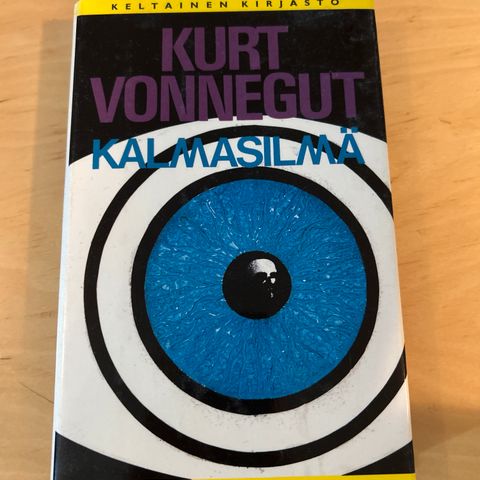 KELTAINEN KIRJASTO
KURT
VONNEGUT
KALMASILMÄ